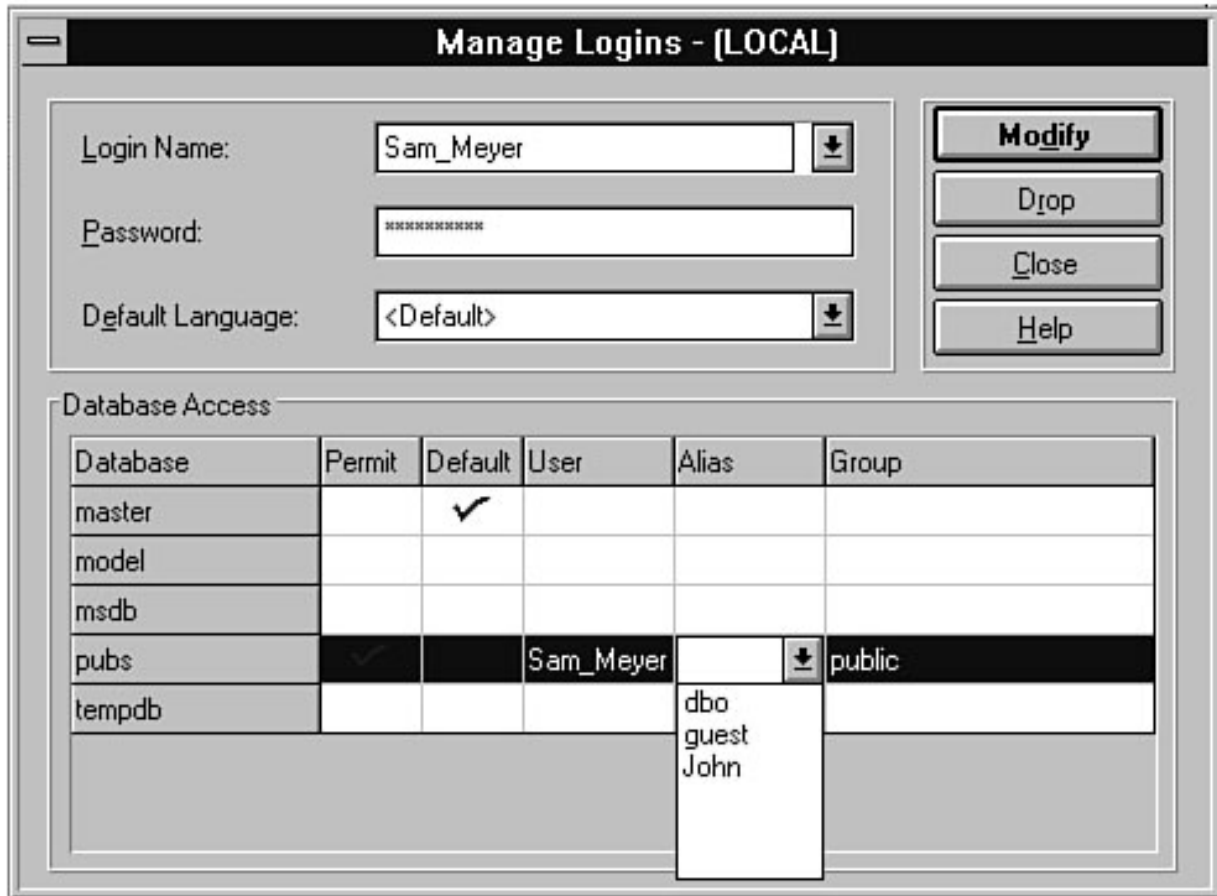 Manage Logins - (LOCAL)
Login Name: Sam_Meyer
Password: **********
Default Language: <Default>
Modify
Drop
Close
Help
Database Access
Database Permit Default User Alias Group
master
model
msdb
pubs Sam_Meyer public
tempdb
dbo
guest
John